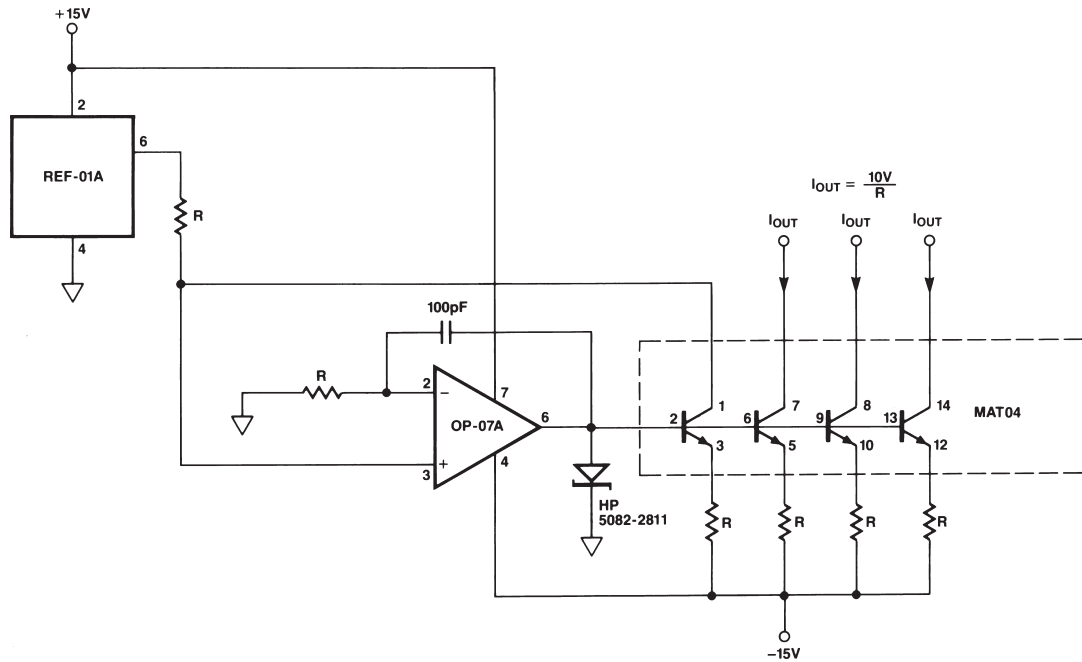 +15V
2
6
REF-01A
R
4
I_OUT = 10V
R
I_OUT
I_OUT
I_OUT
100pF
R
2
−
7
6
OP-07A
+
3
4
HP
5082-2811
2
1
3
6
7
5
9
8
10
13
14
12
MAT04
R
R
R
R
−15V